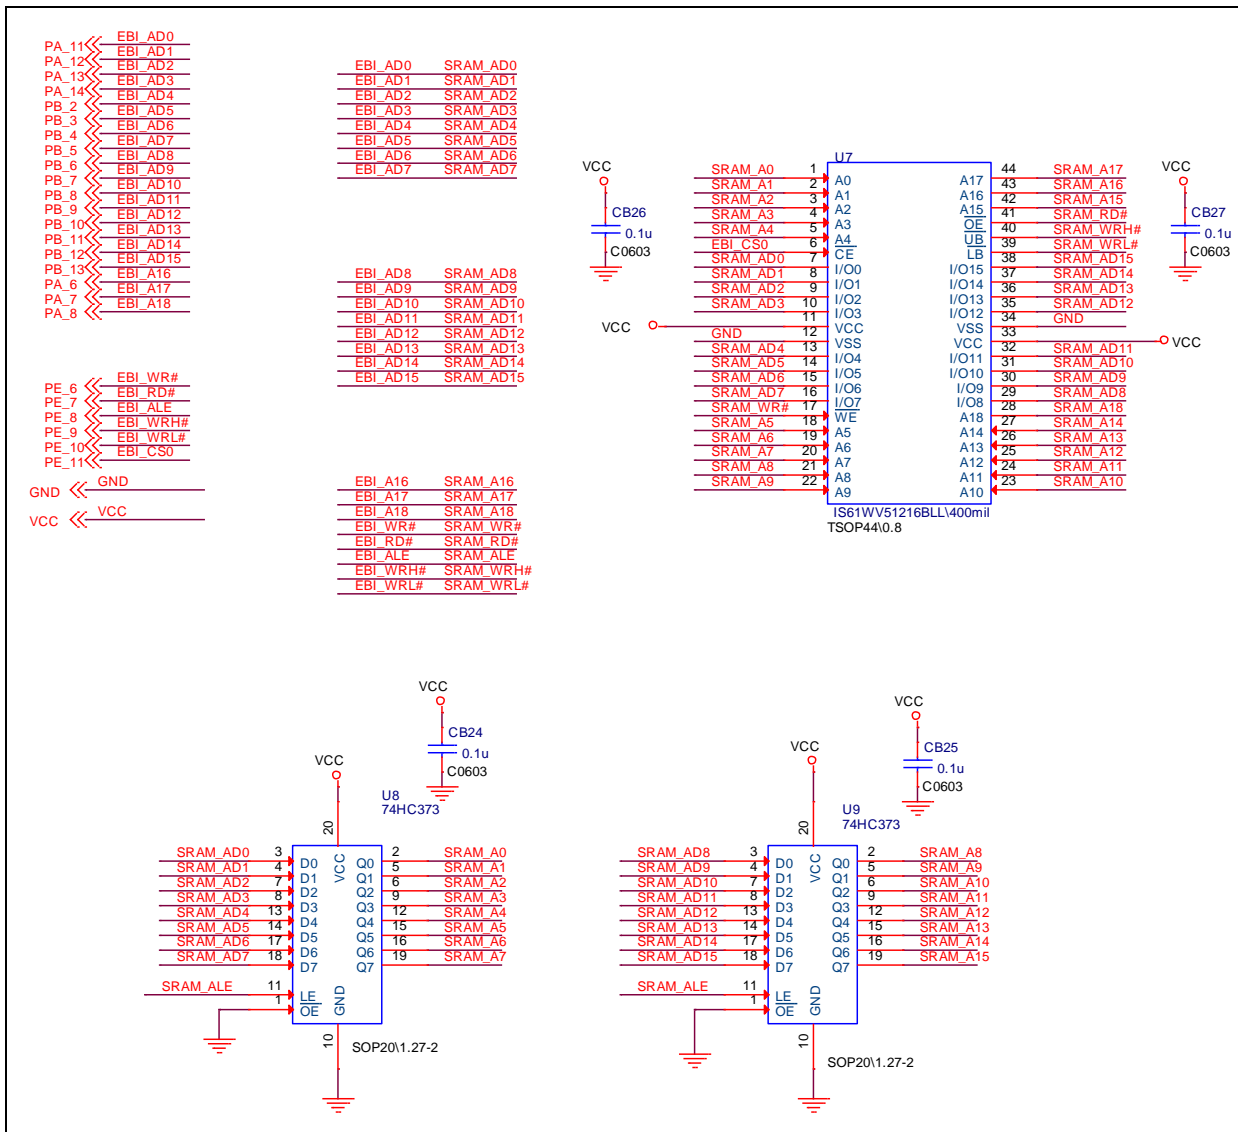 PA_11 EBI_AD0
PA_12 EBI_AD1
PA_13 EBI_AD2
PA_14 EBI_AD3
PB_2 EBI_AD4
PB_3 EBI_AD5
PB_4 EBI_AD6
PB_5 EBI_AD7
PB_6 EBI_AD8
PB_7 EBI_AD9
PB_8 EBI_AD10
PB_9 EBI_AD11
PB_10 EBI_AD12
PB_11 EBI_AD13
PB_12 EBI_AD14
PB_13 EBI_AD15
PA_6 EBI_A16
PA_7 EBI_A17
PA_8 EBI_A18
PE_6 EBI_WR#
PE_7 EBI_RD#
PE_8 EBI_ALE
PE_9 EBI_WRH#
PE_10 EBI_WRL#
PE_11 EBI_CS0
GND GND
VCC VCC
EBI_AD0 SRAM_AD0
EBI_AD1 SRAM_AD1
EBI_AD2 SRAM_AD2
EBI_AD3 SRAM_AD3
EBI_AD4 SRAM_AD4
EBI_AD5 SRAM_AD5
EBI_AD6 SRAM_AD6
EBI_AD7 SRAM_AD7
EBI_AD8 SRAM_AD8
EBI_AD9 SRAM_AD9
EBI_AD10 SRAM_AD10
EBI_AD11 SRAM_AD11
EBI_AD12 SRAM_AD12
EBI_AD13 SRAM_AD13
EBI_AD14 SRAM_AD14
EBI_AD15 SRAM_AD15
EBI_A16 SRAM_A16
EBI_A17 SRAM_A17
EBI_A18 SRAM_A18
EBI_WR# SRAM_WR#
EBI_RD# SRAM_RD#
EBI_ALE SRAM_ALE
EBI_WRH# SRAM_WRH#
EBI_WRL# SRAM_WRL#
VCC
CB26
0.1u
C0603
U7
SRAM_A0 1 A0 A17 44 SRAM_A17
SRAM_A1 2 A1 A16 43 SRAM_A16
SRAM_A2 3 A2 A15 42 SRAM_A15
SRAM_A3 4 A3 OE 41 SRAM_RD#
SRAM_A4 5 A4 UB 40 SRAM_WRH#
EBI_CS0 6 CE LB 39 SRAM_WRL#
SRAM_AD0 7 I/O0 I/O15 38 SRAM_AD15
SRAM_AD1 8 I/O1 I/O14 37 SRAM_AD14
SRAM_AD2 9 I/O2 I/O13 36 SRAM_AD13
SRAM_AD3 10 I/O3 I/O12 35 SRAM_AD12
VCC 11 VCC VSS 34 GND
GND 12 VSS VCC 33 VCC
SRAM_AD4 13 I/O4 I/O11 32 SRAM_AD11
SRAM_AD5 14 I/O5 I/O10 31 SRAM_AD10
SRAM_AD6 15 I/O6 I/O9 30 SRAM_AD9
SRAM_AD7 16 I/O7 I/O8 29 SRAM_AD8
SRAM_WR# 17 WE A18 28 SRAM_A18
SRAM_A5 18 A5 A14 27 SRAM_A14
SRAM_A6 19 A6 A13 26 SRAM_A13
SRAM_A7 20 A7 A12 25 SRAM_A12
SRAM_A8 21 A8 A11 24 SRAM_A11
SRAM_A9 22 A9 A10 23 SRAM_A10
IS61WV51216BLL\400mil
TSOP44\0.8
VCC
CB27
0.1u
C0603
VCC
CB24
0.1u
C0603
VCC
U8
74HC373
20
VCC
SRAM_AD0 3 D0 Q0 2 SRAM_A0
SRAM_AD1 4 D1 Q1 5 SRAM_A1
SRAM_AD2 7 D2 Q2 6 SRAM_A2
SRAM_AD3 8 D3 Q3 9 SRAM_A3
SRAM_AD4 13 D4 Q4 12 SRAM_A4
SRAM_AD5 14 D5 Q5 15 SRAM_A5
SRAM_AD6 17 D6 Q6 16 SRAM_A6
SRAM_AD7 18 D7 Q7 19 SRAM_A7
SRAM_ALE 11 LE
1 OE
GND
10
SOP20\1.27-2
VCC
CB25
0.1u
C0603
VCC
U9
74HC373
20
VCC
SRAM_AD8 3 D0 Q0 2 SRAM_A8
SRAM_AD9 4 D1 Q1 5 SRAM_A9
SRAM_AD10 7 D2 Q2 6 SRAM_A10
SRAM_AD11 8 D3 Q3 9 SRAM_A11
SRAM_AD12 13 D4 Q4 12 SRAM_A12
SRAM_AD13 14 D5 Q5 15 SRAM_A13
SRAM_AD14 17 D6 Q6 16 SRAM_A14
SRAM_AD15 18 D7 Q7 19 SRAM_A15
SRAM_ALE 11 LE
1 OE
GND
10
SOP20\1.27-2